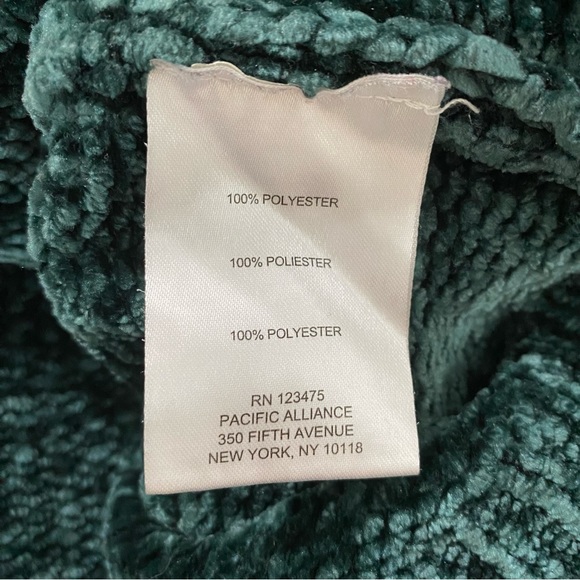 100% POLYESTER
100% POLIESTER
100% POLYESTER
RN 123475
PACIFIC ALLIANCE
350 FIFTH AVENUE
NEW YORK, NY 10118